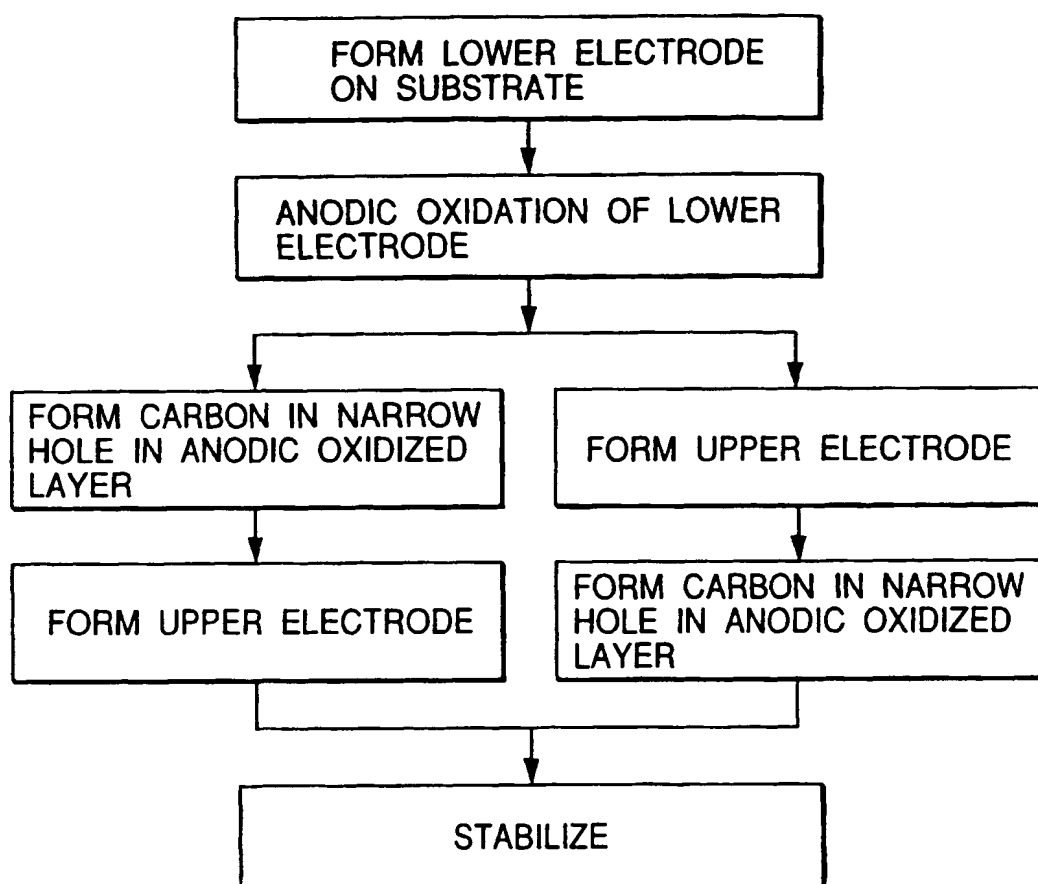 FORM LOWER ELECTRODE
ON SUBSTRATE
ANODIC OXIDATION OF LOWER
ELECTRODE
FORM CARBON IN NARROW
HOLE IN ANODIC OXIDIZED
LAYER
FORM UPPER ELECTRODE
FORM UPPER ELECTRODE
FORM CARBON IN NARROW
HOLE IN ANODIC OXIDIZED
LAYER
STABILIZE